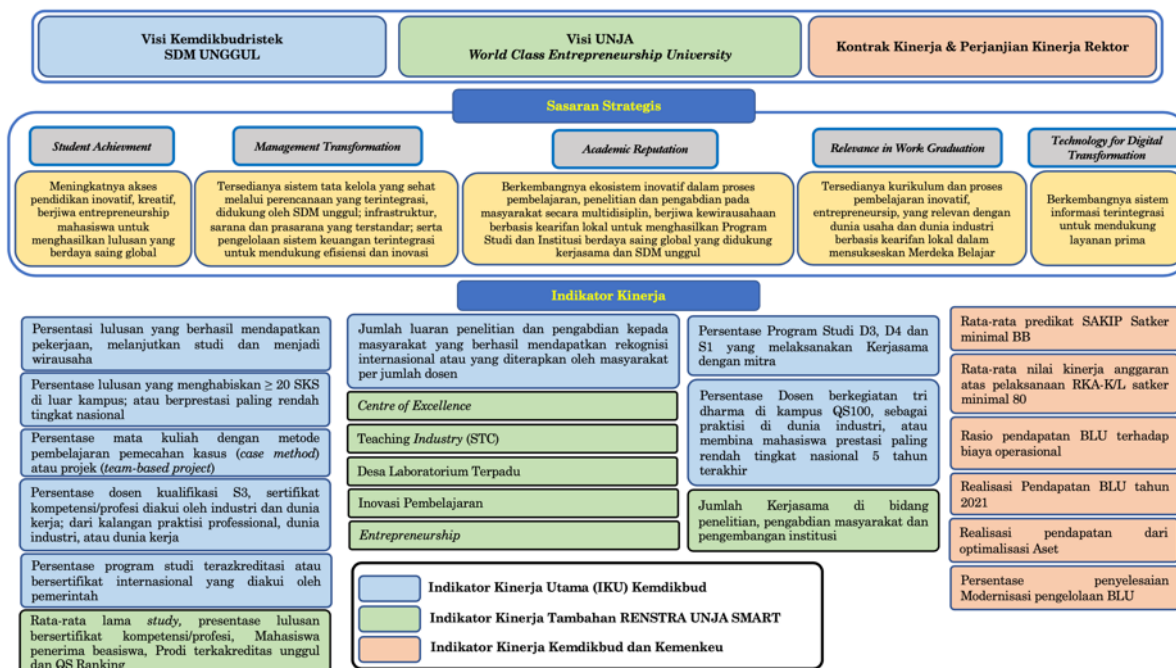 Visi Kemdikbudristek
SDM UNGGUL
Visi UNJA
World Class Entrepreneurship University
Kontrak Kinerja & Perjanjian Kinerja Rektor
Sasaran Strategis
Student Achievment
Meningkatnya akses
pendidikan inovatif, kreatif,
berjiwa entrepreneurship
mahasiswa untuk
menghasilkan lulusan yang
berdaya saing global
Management Transformation
Tersedianya sistem tata kelola yang sehat
melalui perencanaan yang terintegrasi,
didukung oleh SDM unggul; infrastruktur,
sarana dan prasarana yang terstandar; serta
pengelolaan sistem keuangan terintegrasi
untuk mendukung efisiensi dan inovasi
Academic Reputation
Berkembangnya ekosistem inovatif dalam proses
pembelajaran, penelitian dan pengabdian pada
masyarakat secara multidisiplin, berjiwa kewirausahaan
berbasis kearifan lokal untuk menghasilkan Program
Studi dan Institusi berdaya saing global yang didukung
kerjasama dan SDM unggul
Relevance in Work Graduation
Tersedianya kurikulum dan proses
pembelajaran inovatif,
entrepreneursip, yang relevan dengan
dunia usaha dan dunia industri
berbasis kearifan lokal dalam
mensukseskan Merdeka Belajar
Technology for Digital
Transformation
Berkembangnya sistem
informasi terintegrasi
untuk mendukung
layanan prima
Indikator Kinerja
Persentasi lulusan yang berhasil mendapatkan
pekerjaan, melanjutkan studi dan menjadi
wirausaha
Persentase lulusan yang menghabiskan ≥ 20 SKS
di luar kampus; atau berprestasi paling rendah
tingkat nasional
Persentase mata kuliah dengan metode
pembelajaran pemecahan kasus (case method)
atau projek (team-based project)
Persentase dosen kualifikasi S3, sertifikat
kompetensi/profesi diakui oleh industri dan dunia
kerja; dari kalangan praktisi professional, dunia
industri, atau dunia kerja
Persentase program studi terazkreditasi atau
bersertifikat internasional yang diakui oleh
pemerintah
Rata-rata lama study, presentase lulusan
bersertifikat kompetensi/profesi, Mahasiswa
penerima beasiswa, Prodi terkakreditas unggul
dan QS Ranking
Jumlah luaran penelitian dan pengabdian kepada
masyarakat yang berhasil mendapatkan rekognisi
internasional atau yang diterapkan oleh masyarakat
per jumlah dosen
Centre of Excellence
Teaching Industry (STC)
Desa Laboratorium Terpadu
Inovasi Pembelajaran
Entrepreneurship
Persentase Program Studi D3, D4 dan
S1 yang melaksanakan Kerjasama
dengan mitra
Persentase Dosen berkegiatan tri
dharma di kampus QS100, sebagai
praktisi di dunia industri, atau
membina mahasiswa prestasi paling
rendah tingkat nasional 5 tahun
terakhir
Jumlah Kerjasama di bidang
penelitian, pengabdian masyarakat dan
pengembangan institusi
Rata-rata predikat SAKIP Satker
minimal BB
Rata-rata nilai kinerja anggaran
atas pelaksanaan RKA-K/L satker
minimal 80
Rasio pendapatan BLU terhadap
biaya operasional
Realisasi Pendapatan BLU tahun
2021
Realisasi pendapatan dari
optimalisasi Aset
Persentase penyelesaian
Modernisasi pengelolaan BLU
Indikator Kinerja Utama (IKU) Kemdikbud
Indikator Kinerja Tambahan RENSTRA UNJA SMART
Indikator Kinerja Kemdikbud dan Kemenkeu